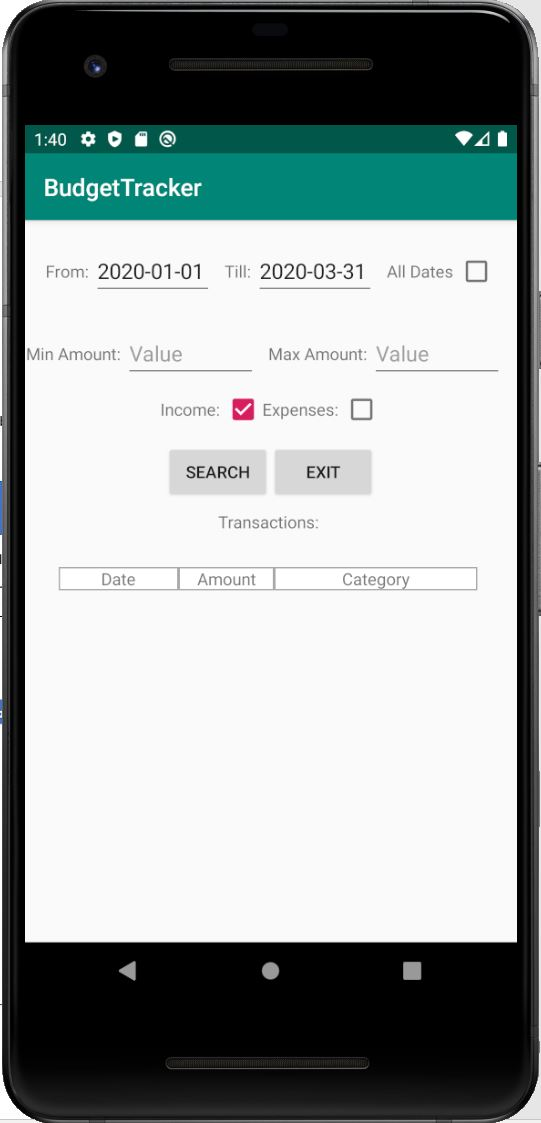 1:40
BudgetTracker
From: 2020-01-01 Till: 2020-03-31 All Dates
Min Amount: Value Max Amount: Value
Income: Expenses:
SEARCH EXIT
Transactions:
Date Amount Category